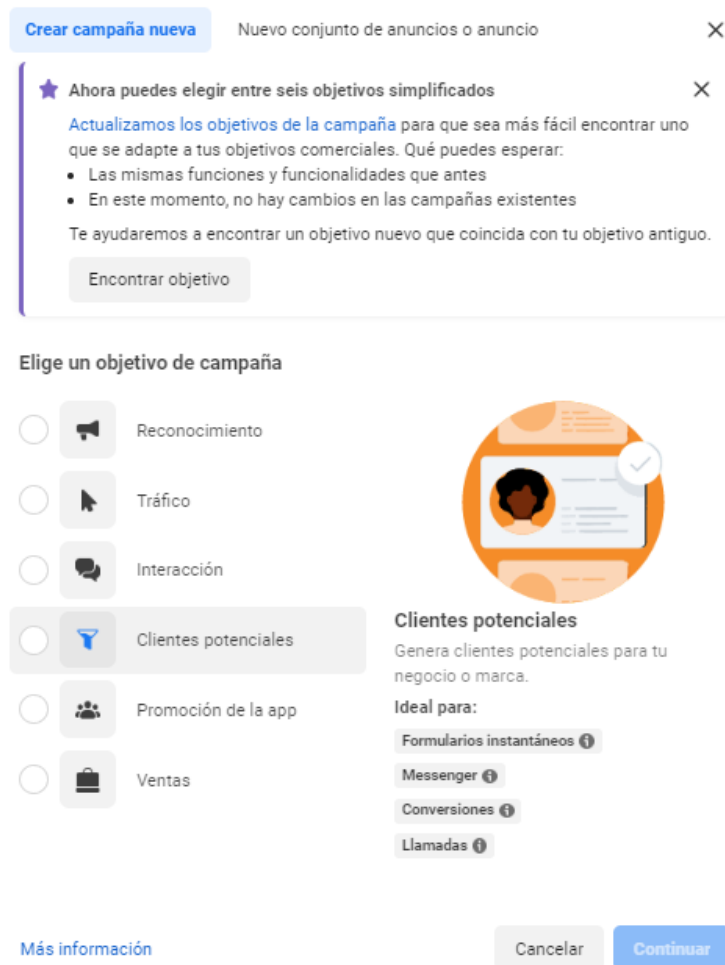 Crear campaña nueva
Nuevo conjunto de anuncios o anuncio
Ahora puedes elegir entre seis objetivos simplificados
Actualizamos los objetivos de la campaña para que sea más fácil encontrar uno
que se adapte a tus objetivos comerciales. Qué puedes esperar:
• Las mismas funciones y funcionalidades que antes
• En este momento, no hay cambios en las campañas existentes
Te ayudaremos a encontrar un objetivo nuevo que coincida con tu objetivo antiguo.
Encontrar objetivo
Elige un objetivo de campaña
Reconocimiento
Tráfico
Interacción
Clientes potenciales
Promoción de la app
Ventas
Clientes potenciales
Genera clientes potenciales para tu
negocio o marca.
Ideal para:
Formularios instantáneos
Messenger
Conversiones
Llamadas
Más información
Cancelar
Continuar